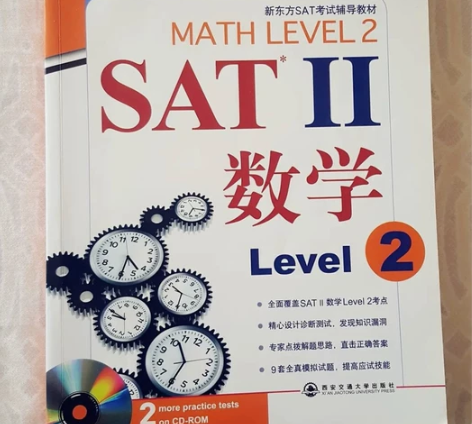 新东方SAT考试辅导教材
MATH LEVEL 2
SAT* II
数学
Level 2
• 全面覆盖SAT II 数学Level 2考点
• 精心设计诊断测试，发现知识漏洞
• 专家点拨解题思路，直击正确答案
• 9套全真模拟试题，提高应试技能
西安交通大学出版社
XI'AN JIAOTONG UNIVERSITY PRESS
2 more practice tests
on CD-ROM